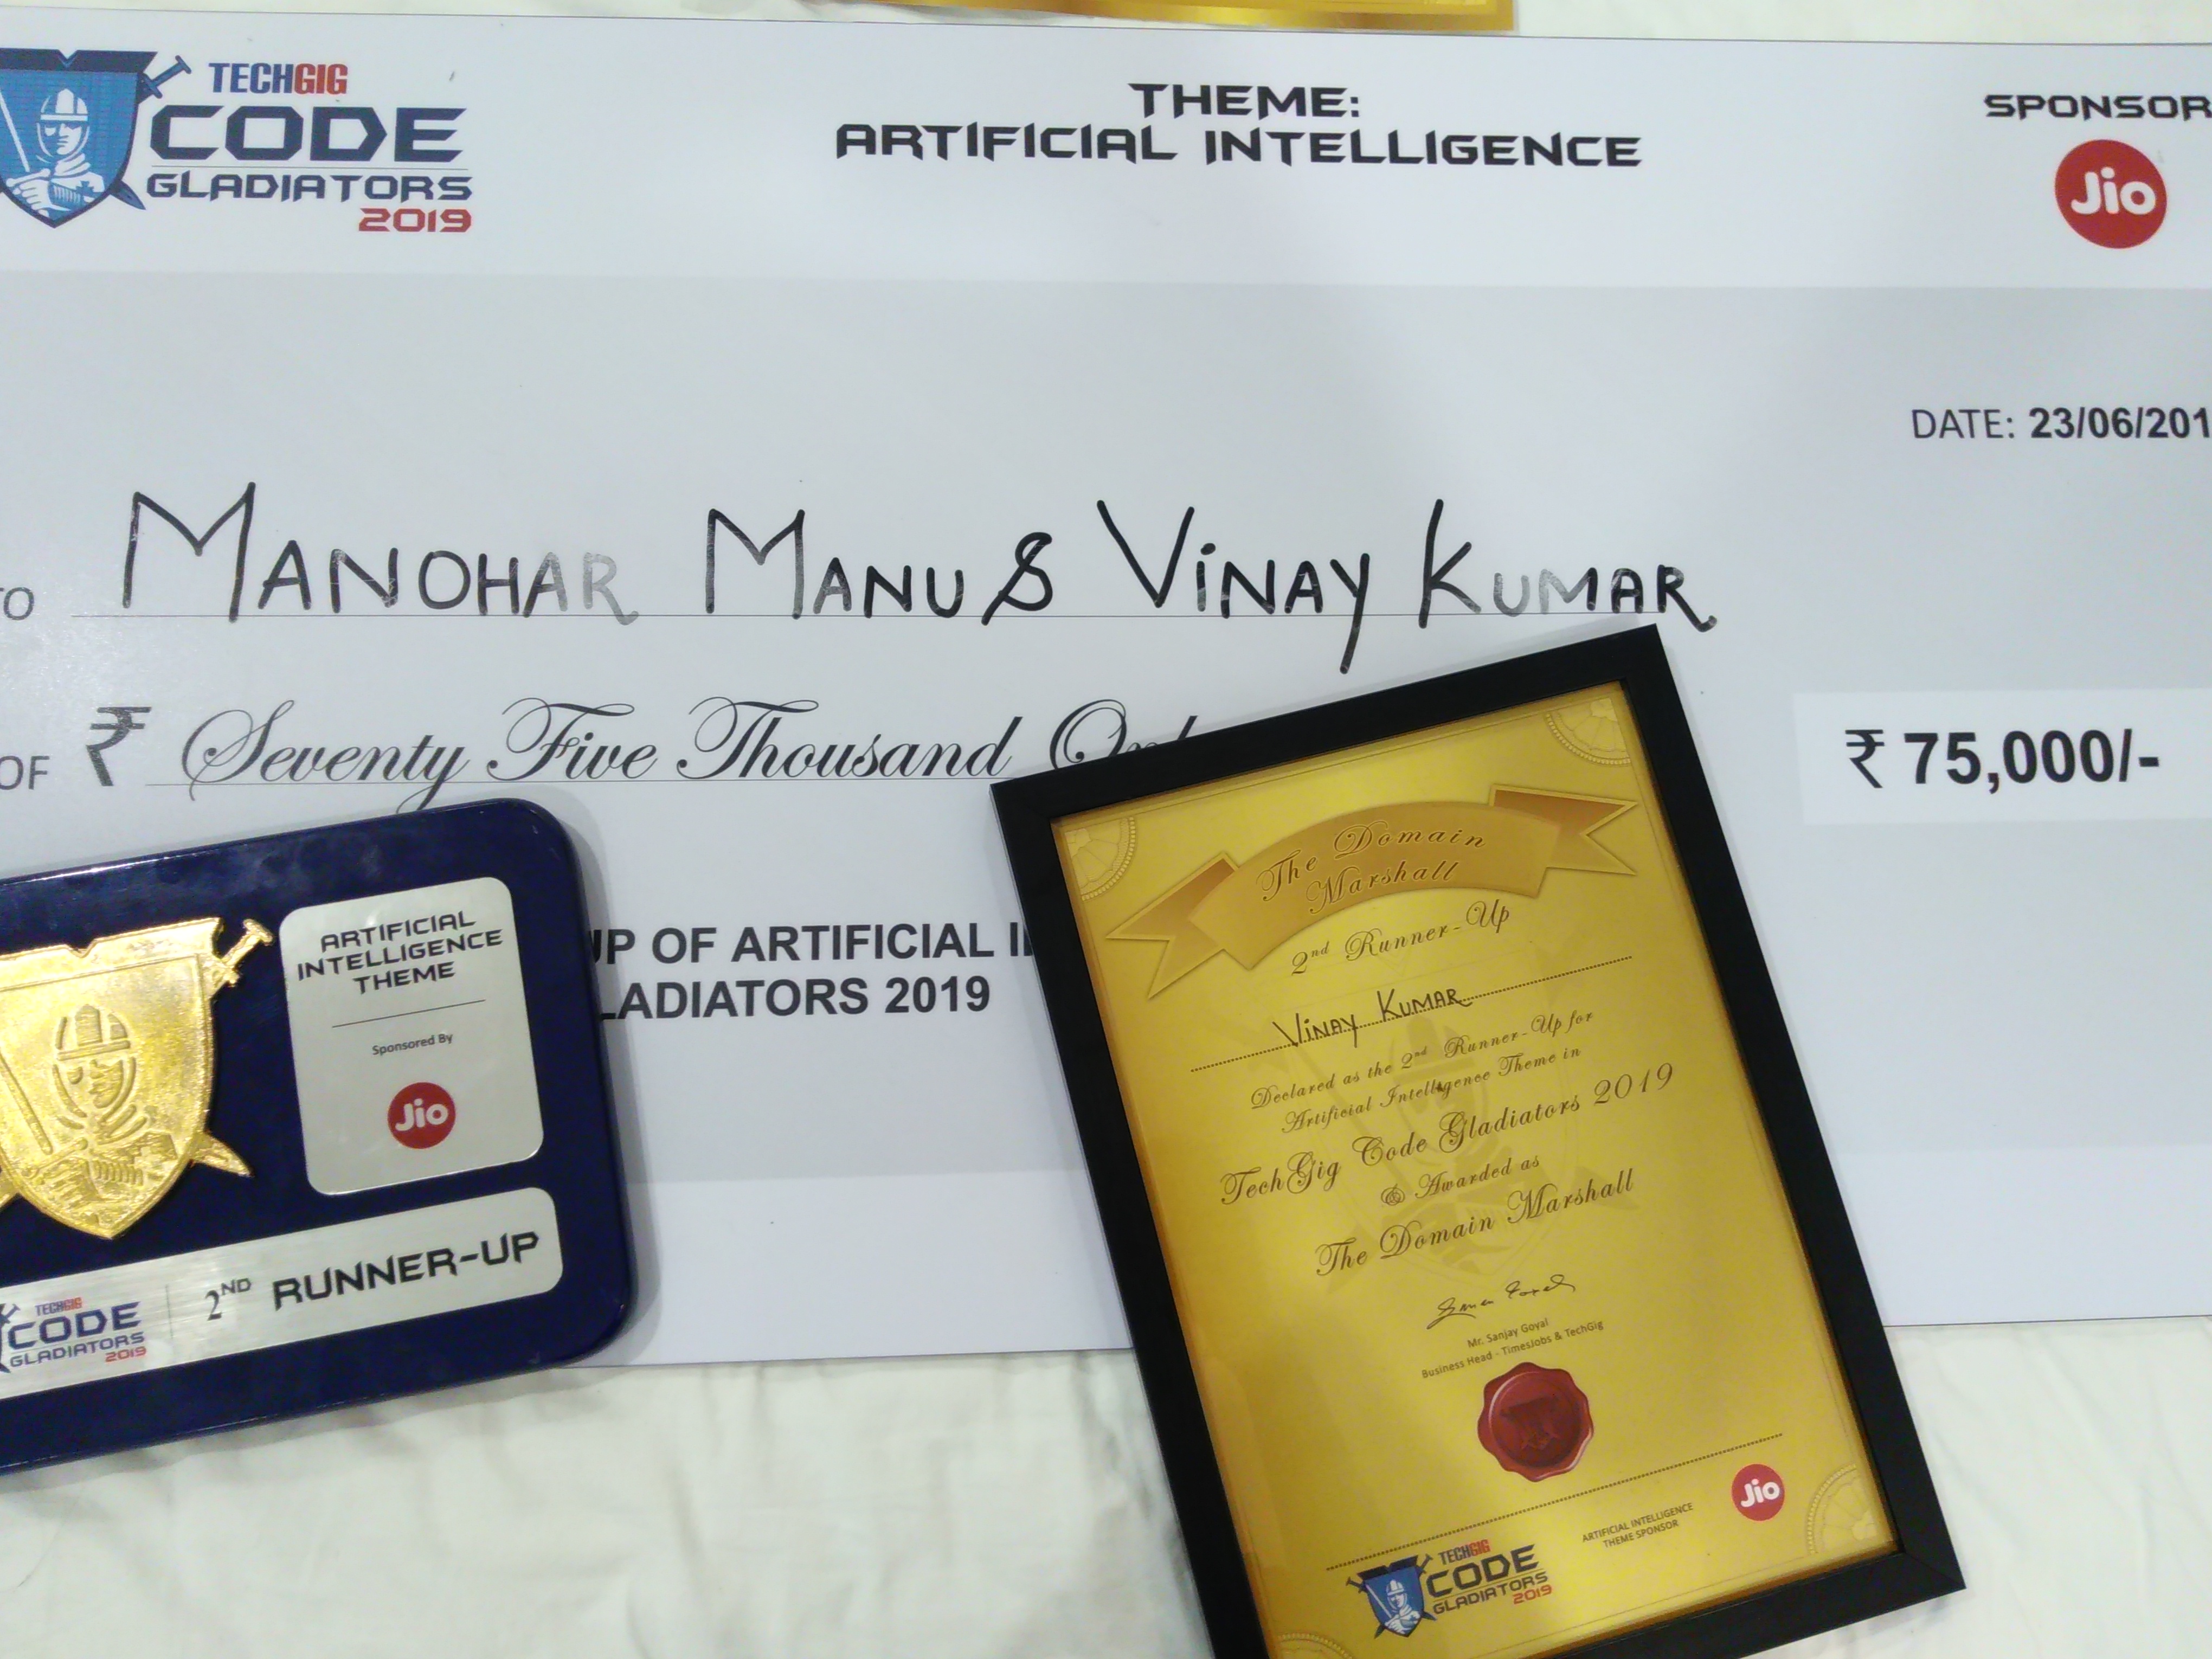 TECHGIG
CODE
GLADIATORS
2019
THEME:
ARTIFICIAL INTELLIGENCE
SPONSOR
Jio
DATE: 23/06/201
TO MANOHAR MANU & VINAY KUMAR
OF ₹ Seventy Five Thousand
₹ 75,000/-
UP OF ARTIFICIAL
GLADIATORS 2019
ARTIFICIAL
INTELLIGENCE
THEME
Sponsored By
Jio
TECHGIG
CODE
GLADIATORS
2019
2ND RUNNER-UP
The Domain
Marshall
2nd Runner-Up
VINAY KUMAR
Declared as the 2nd Runner-Up for
Artificial Intelligence Theme in
TechGig Code Gladiators 2019
& Awarded as
The Domain Marshall
Mr. Sanjay Goyal
Business Head - TimesJobs & TechGig
ARTIFICIAL INTELLIGENCE
THEME SPONSOR
Jio
TECHGIG
CODE
GLADIATORS
2019